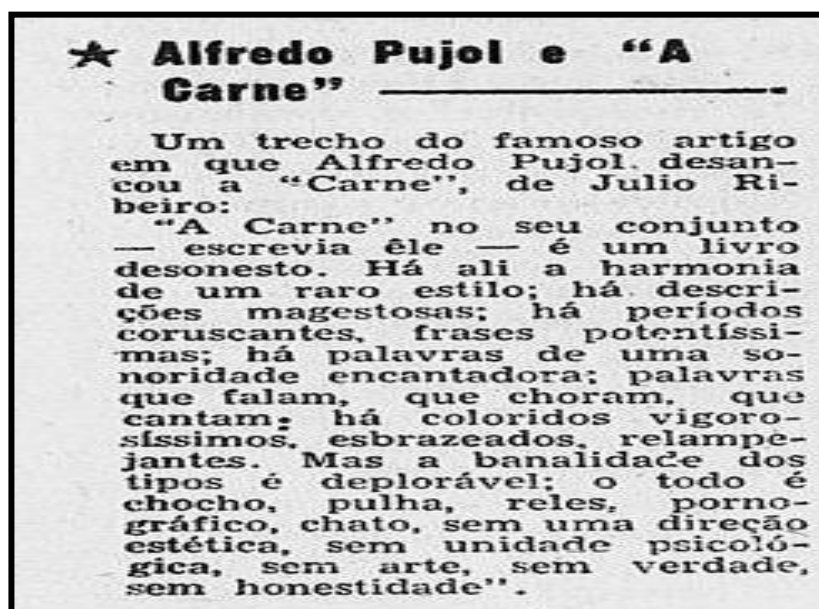 ★ Alfredo Pujol e “A
Carne”
Um trecho do famoso artigo
em que Alfredo Pujol. desan-
cou a “Carne”, de Julio Ri-
beiro:
“A Carne” no seu conjunto
— escrevia êle — é um livro
desonesto. Há ali a harmonia
de um raro estilo; há descri-
ções magestosas; há períodos
coruscantes, frases potentíssi-
mas; há palavras de uma so-
noridade encantadora; palavras
que falam, que choram, que
cantam; há coloridos vigoro-
síssimos, esbrazeados, relampe-
jantes. Mas a banalidade dos
tipos é deplorável; o todo é
chocho, pulha, reles, porno-
gráfico, chato, sem uma direção
estética, sem unidade psicoló-
gica, sem arte, sem verdade,
sem honestidade”.